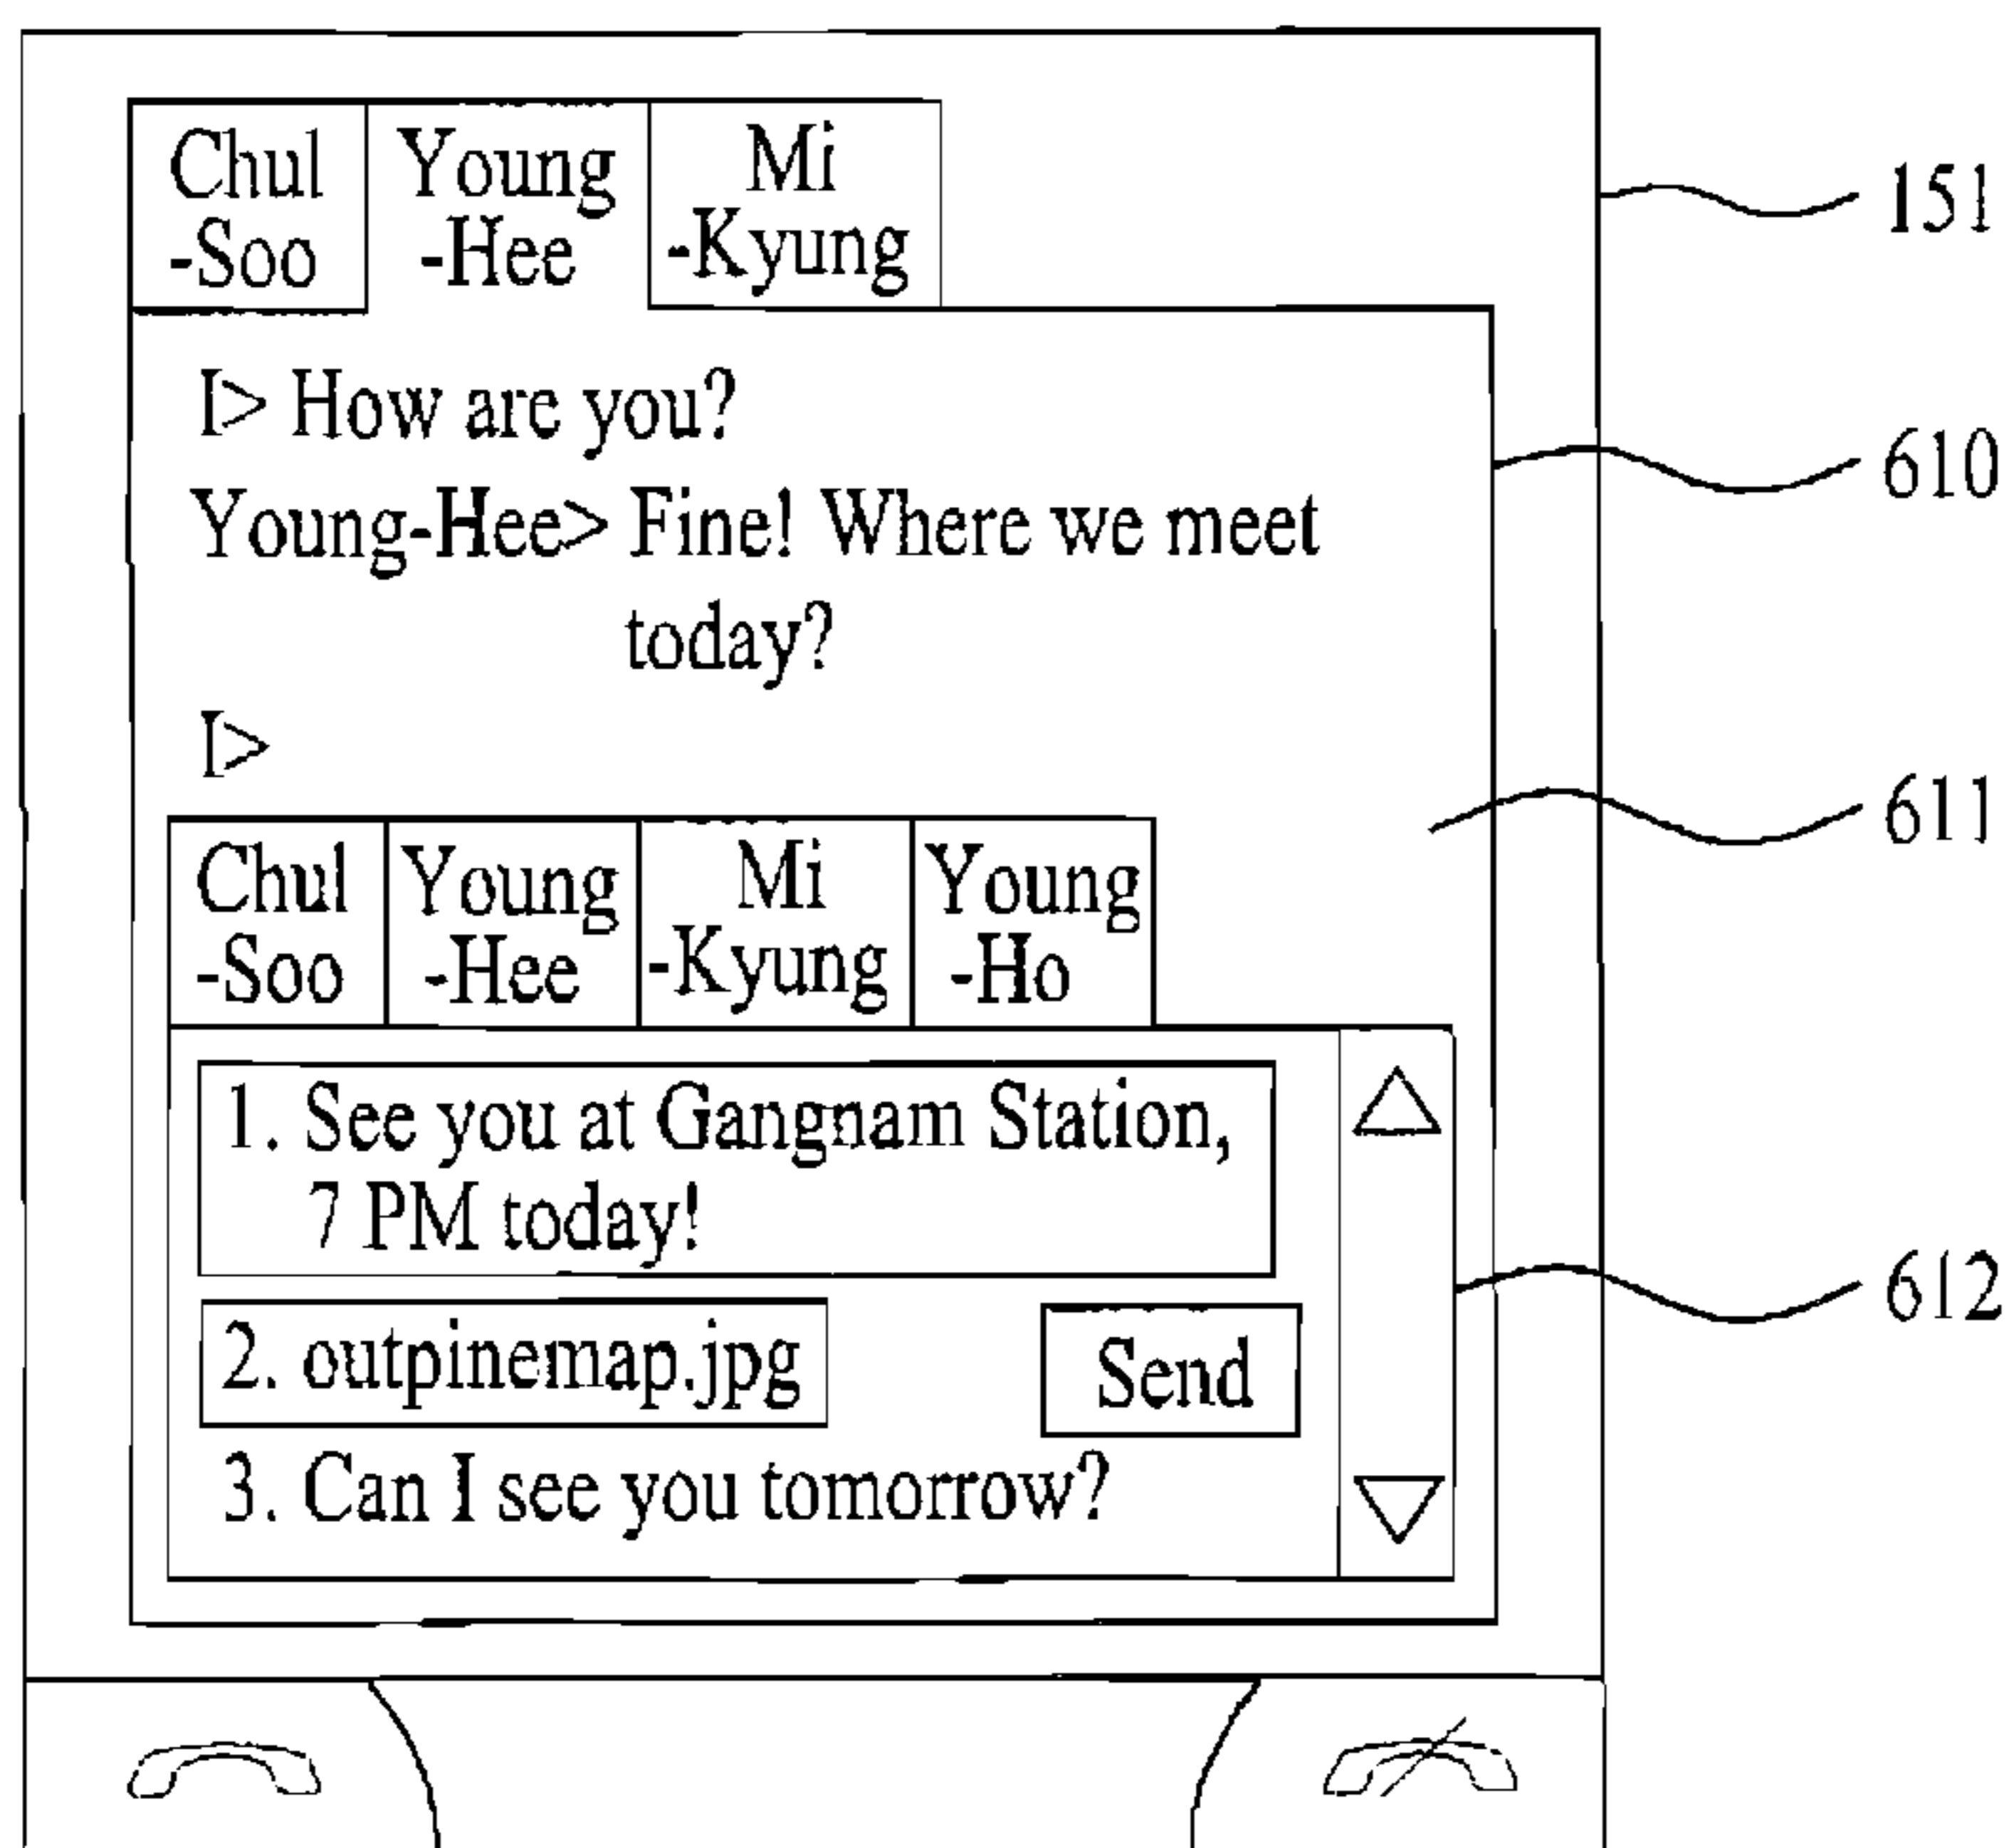 Chul
-Soo
Young
-Hee
Mi
-Kyung
151
I> How are you?
610
Young-Hee> Fine! Where we meet
today?
I>
611
Chul
-Soo
Young
-Hee
Mi
-Kyung
Young
-Ho
1. See you at Gangnam Station,
7 PM today!
612
2. outpinemap.jpg
Send
3. Can I see you tomorrow?